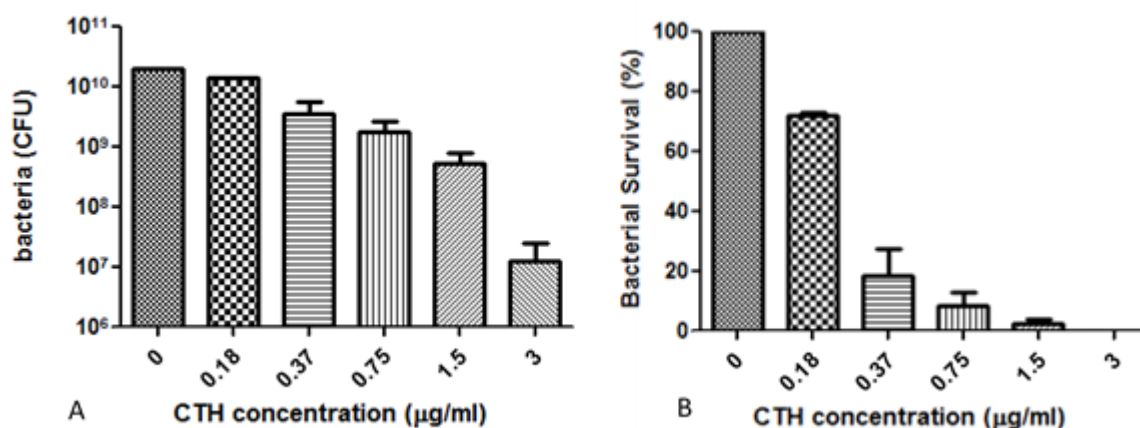 bacteria (CFU)
10¹¹
10¹⁰
10⁹
10⁸
10⁷
10⁶
0 0.18 0.37 0.75 1.5 3
A CTH concentration (μg/ml)
Bacterial Survival (%)
100
80
60
40
20
0
0 0.18 0.37 0.75 1.5 3
B CTH concentration (μg/ml)